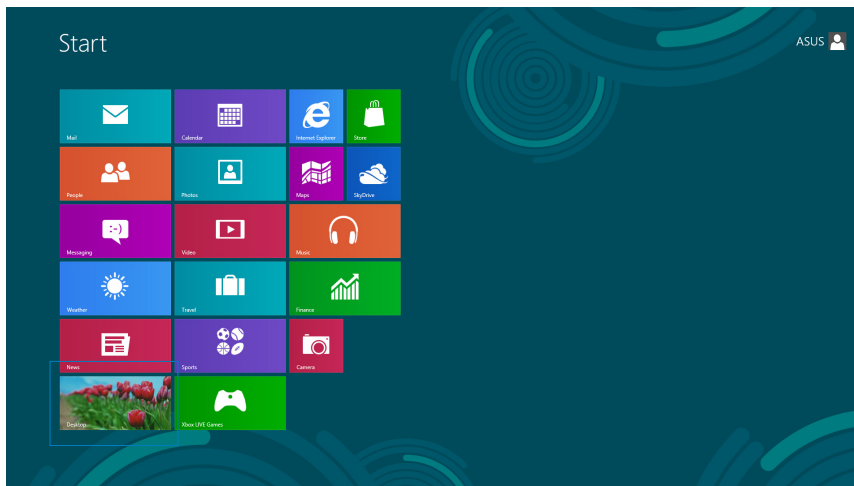 Start
ASUS
Mail
Calendar
Internet Explorer
Store
People
Photos
Maps
SkyDrive
:-)
Messaging
Video
Music
Weather
Travel
Finance
News
Sports
Camera
Desktop
Xbox LIVE Games